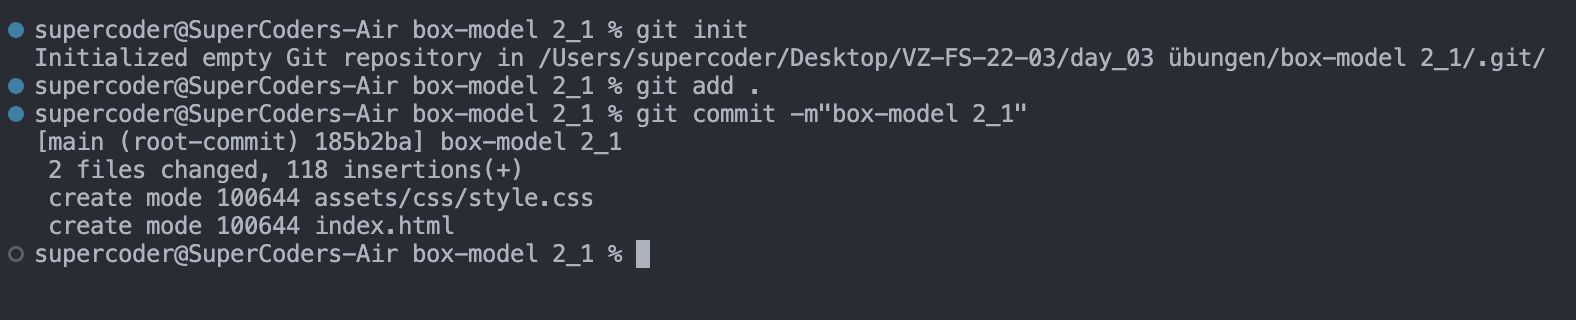 supercoder@SuperCoders-Air box-model 2_1 % git init
Initialized empty Git repository in /Users/supercoder/Desktop/VZ-FS-22-03/day_03 übungen/box-model 2_1/.git/
supercoder@SuperCoders-Air box-model 2_1 % git add .
supercoder@SuperCoders-Air box-model 2_1 % git commit -m"box-model 2_1"
[main (root-commit) 185b2ba] box-model 2_1
 2 files changed, 118 insertions(+)
 create mode 100644 assets/css/style.css
 create mode 100644 index.html
supercoder@SuperCoders-Air box-model 2_1 %